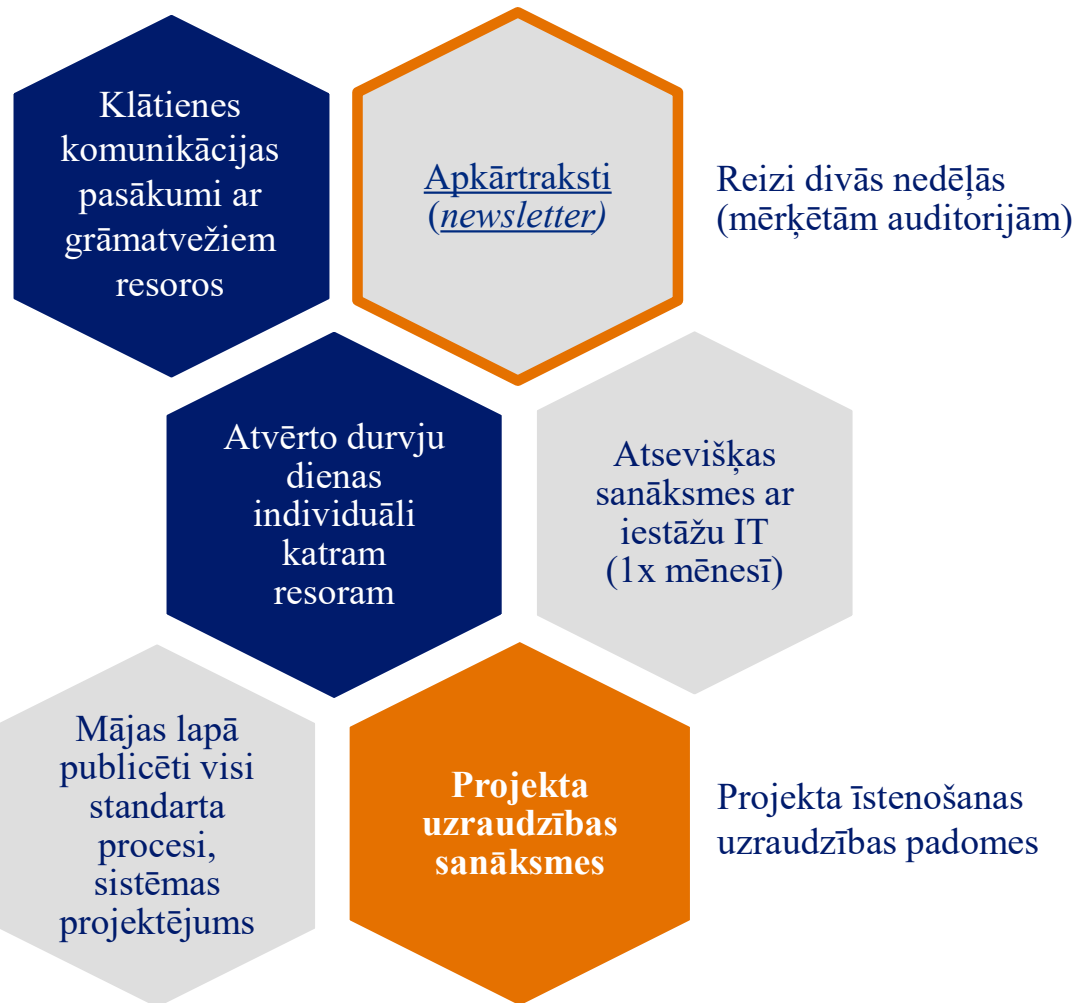 Klātienes
komunikācijas
pasākumi ar
grāmatvežiem
resoros
Apkārtraksti
(newsletter)
Reizi divās nedēļās
(mērķētām auditorijām)
Atvērto durvju
dienas
individuāli
katram
resoram
Atsevišķas
sanāksmes ar
iestāžu IT
(1x mēnesī)
Mājas lapā
publicēti visi
standarta
procesi,
sistēmas
projektējums
Projekta
uzraudzības
sanāksmes
Projekta īstenošanas
uzraudzības padomes